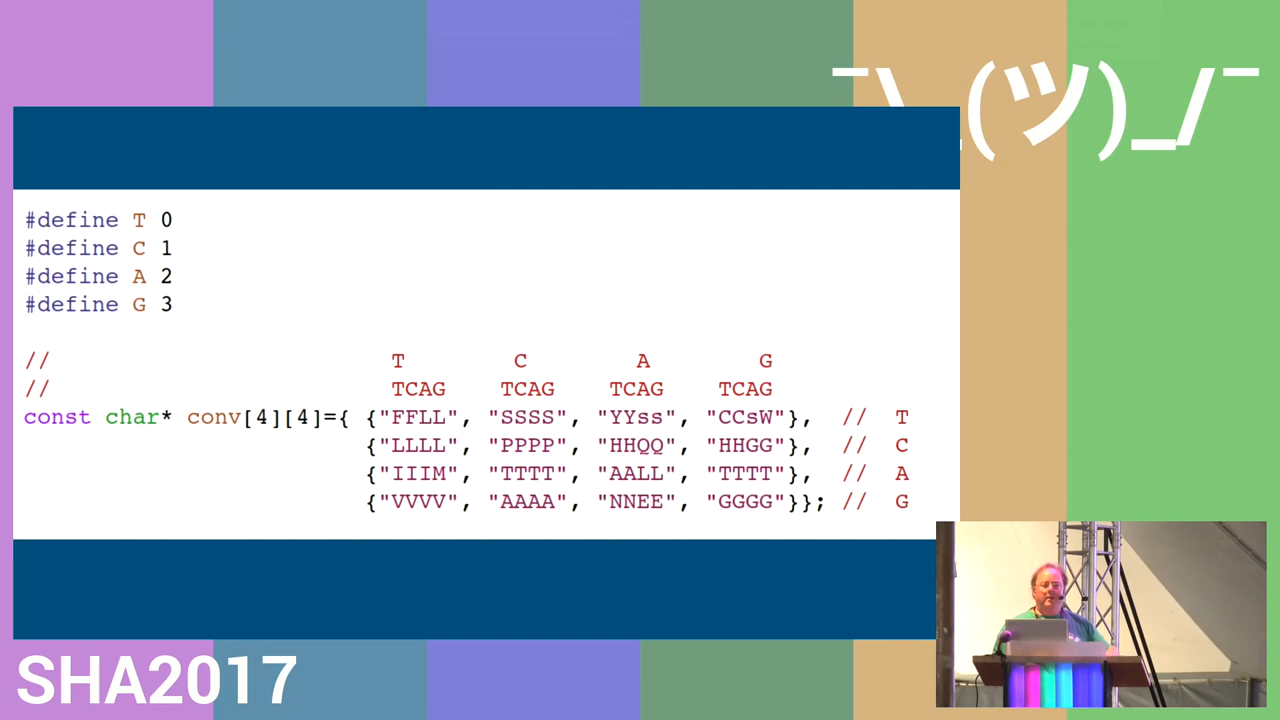 ¯\_(ツ)_/¯
#define T 0
#define C 1
#define A 2
#define G 3
// T C A G
// TCAG TCAG TCAG TCAG
const char* conv[4][4]={ {"FFLL", "SSSS", "YYss", "CCsW"}, // T
{"LLLL", "PPPP", "HHQQ", "HHGG"}, // C
{"IIIM", "TTTT", "AALL", "TTTT"}, // A
{"VVVV", "AAAA", "NNEE", "GGGG"}}; // G
SHA2017